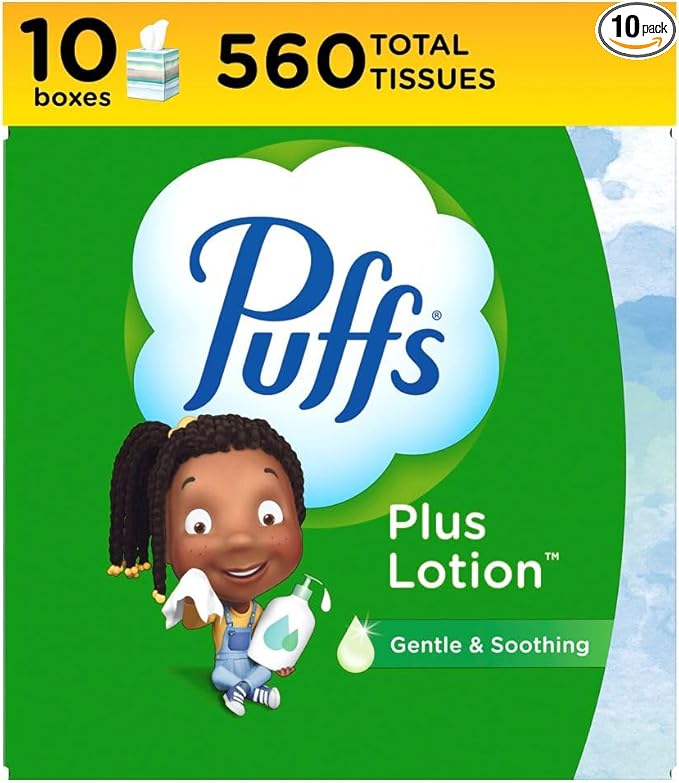 10
boxes
560 TOTAL
TISSUES
10
pack
Puffs®
Plus
Lotion™
Gentle & Soothing